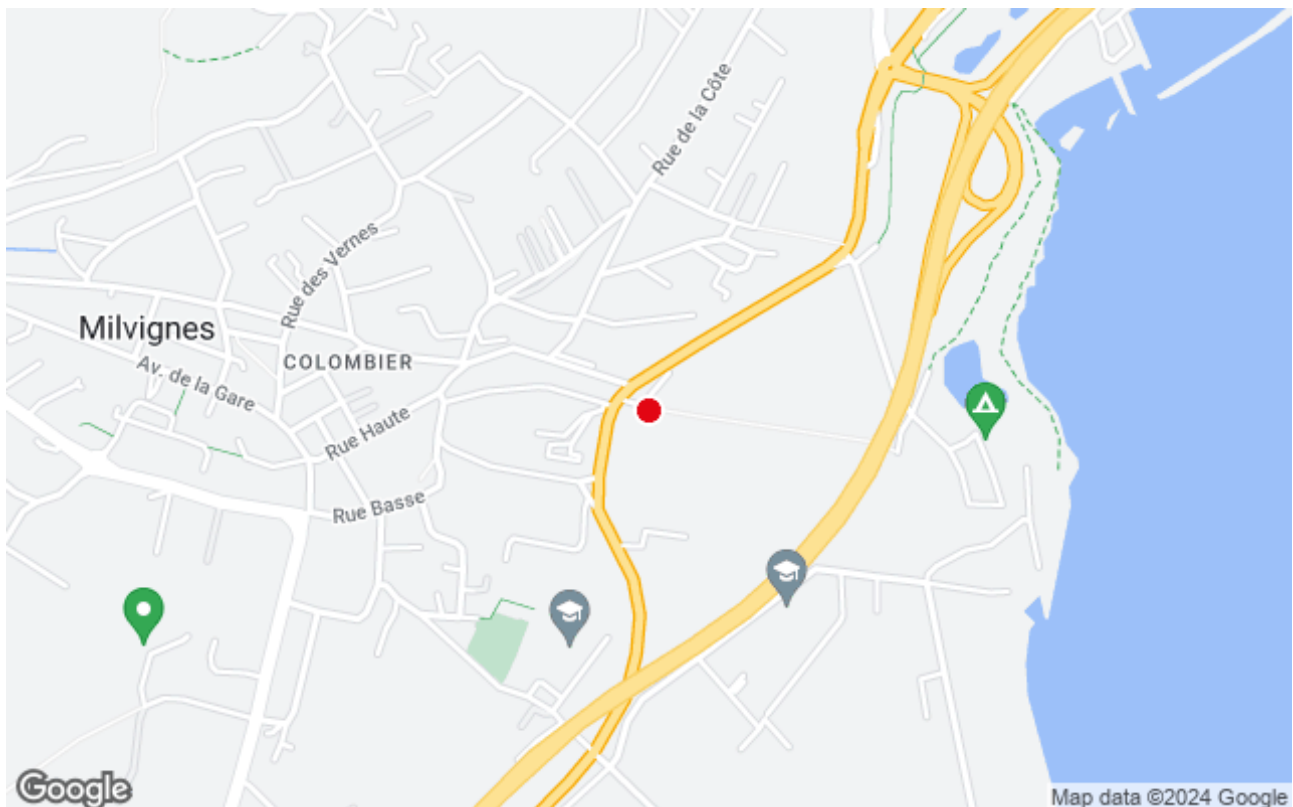 Rue de la Côte
Rue des Vernes
Milvignes
COLOMBIER
Av. de la Gare
Rue Haute
Rue Basse
Google
Map data ©2024 Google